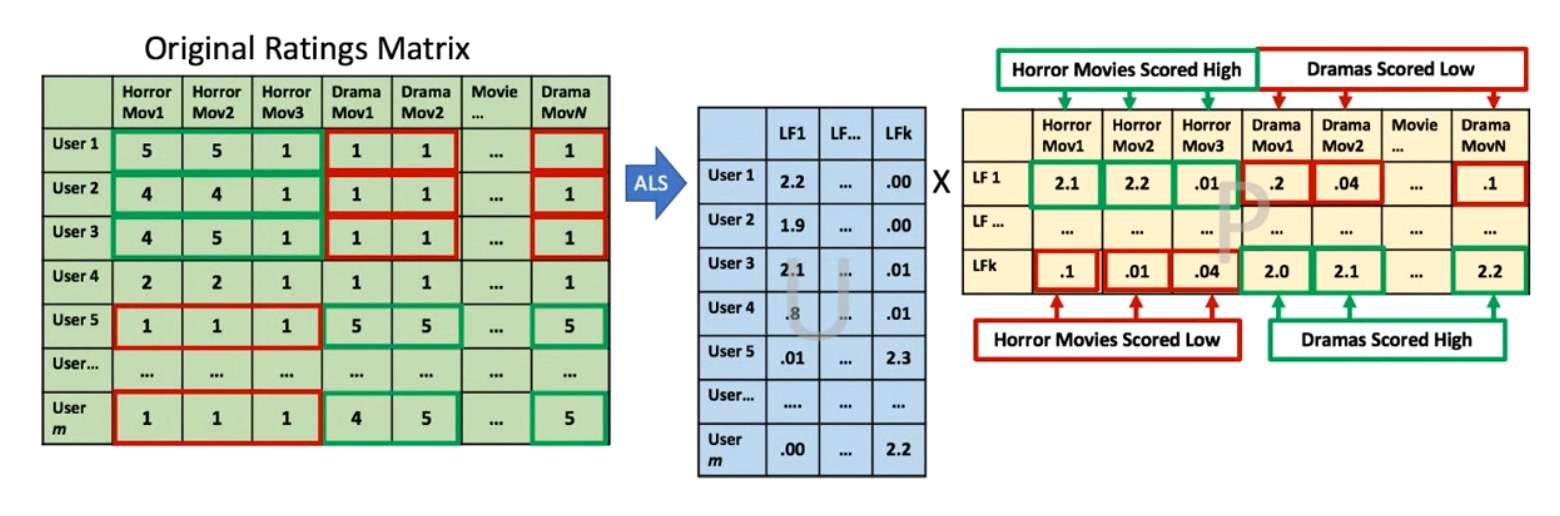 Original Ratings Matrix
Horror Mov1 Horror Mov2 Horror Mov3 Drama Mov1 Drama Mov2 Movie ... Drama MovN
User 1 5 5 1 1 1 ... 1
User 2 4 4 1 1 1 ... 1
User 3 4 5 1 1 1 ... 1
User 4 2 2 1 1 1 ... 1
User 5 1 1 1 5 5 ... 5
User... ... ... ... ... ... ... ...
User m 1 1 1 4 5 ... 5
ALS
LF1 LF... LFk
User 1 2.2 ... .00
User 2 1.9 ... .00
User 3 2.1 ... .01
User 4 .8 ... .01
User 5 .01 ... 2.3
User... .... ... ...
User m .00 ... 2.2
U
X
Horror Movies Scored High Dramas Scored Low
Horror Mov1 Horror Mov2 Horror Mov3 Drama Mov1 Drama Mov2 Movie ... Drama MovN
LF 1 2.1 2.2 .01 .2 .04 ... .1
LF ... ... ... ... ... ... ... ...
LFk .1 .01 .04 2.0 2.1 ... 2.2
P
Horror Movies Scored Low Dramas Scored High